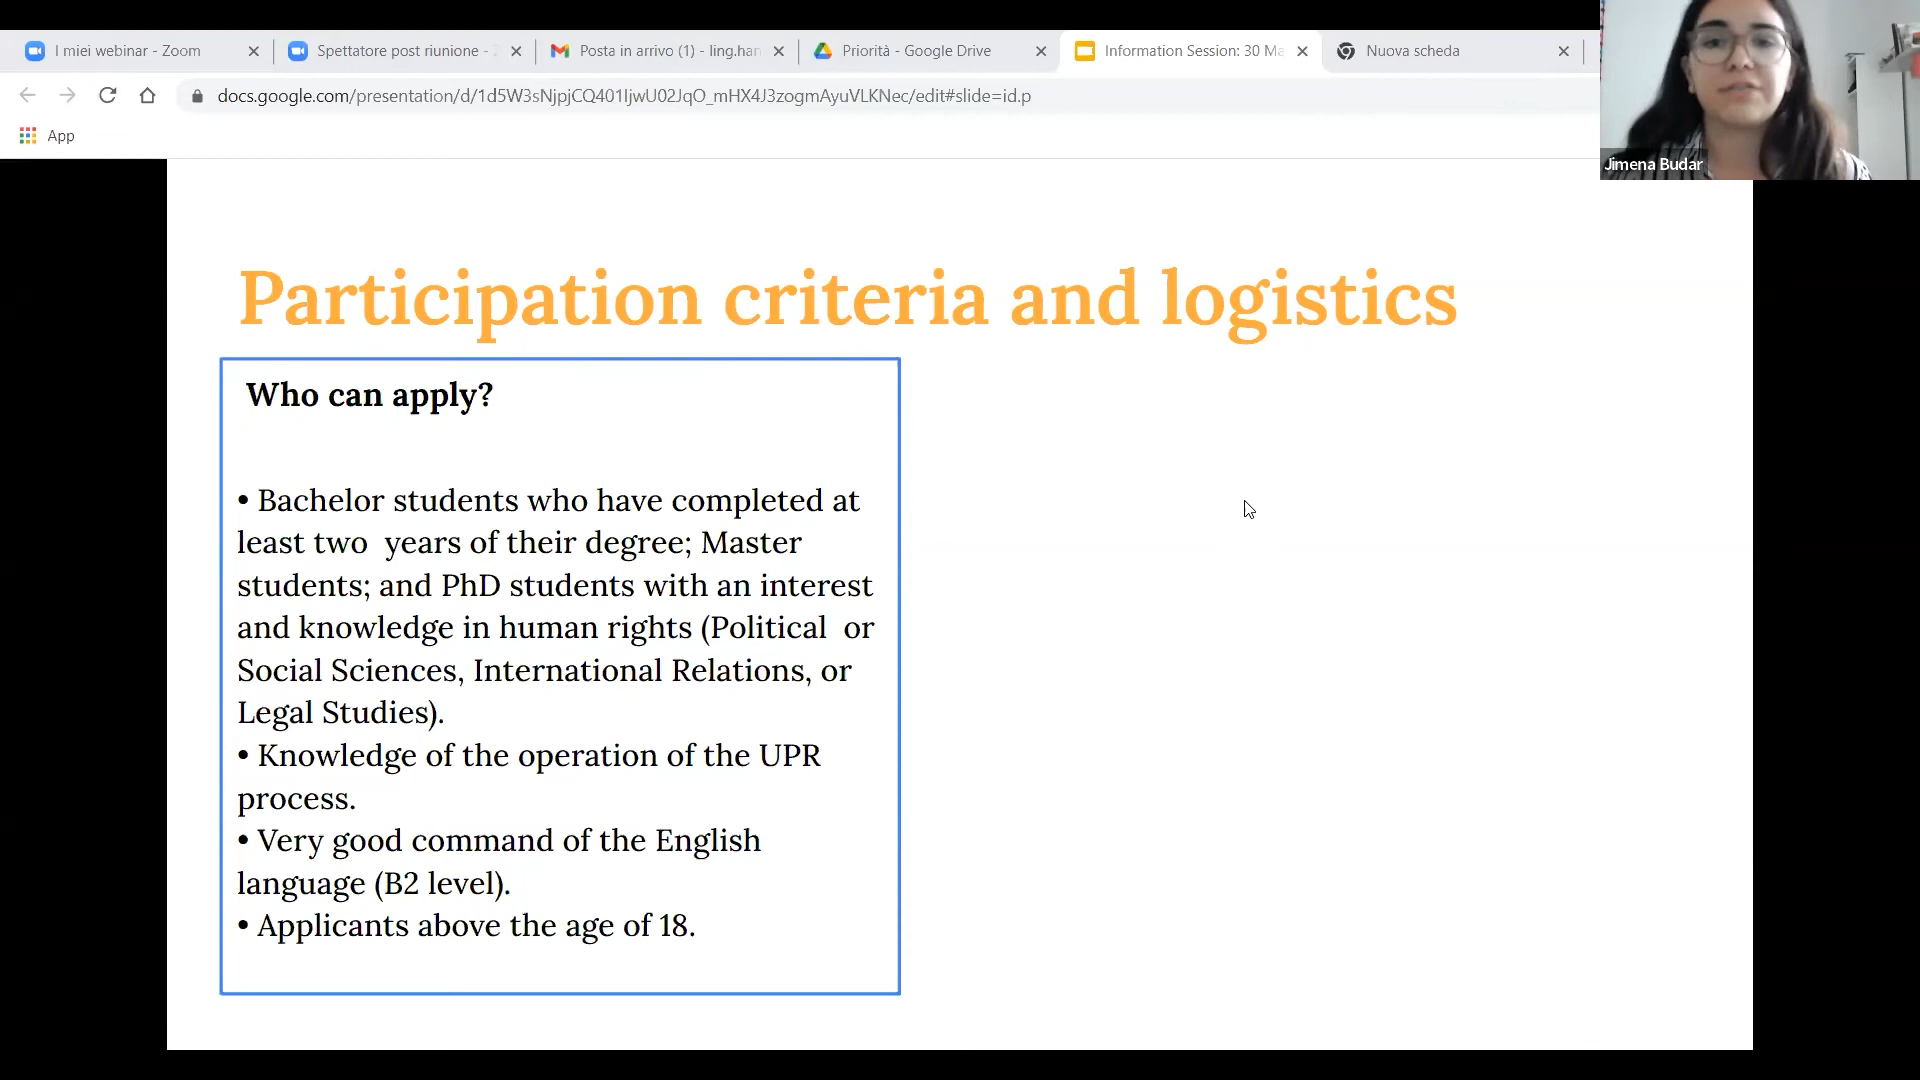 I miei webinar - Zoom
Spettatore post riunione -
Posta in arrivo (1) - ling.han
Priorità - Google Drive
Information Session: 30 Ma
Nuova scheda
docs.google.com/presentation/d/1d5W3sNjpjCQ401IjwU02JqO_mHX4J3zogmAyuVLKNec/edit#slide=id.p
App
Jimena Budar
Participation criteria and logistics
Who can apply?
• Bachelor students who have completed at
least two years of their degree; Master
students; and PhD students with an interest
and knowledge in human rights (Political or
Social Sciences, International Relations, or
Legal Studies).
• Knowledge of the operation of the UPR
process.
• Very good command of the English
language (B2 level).
• Applicants above the age of 18.